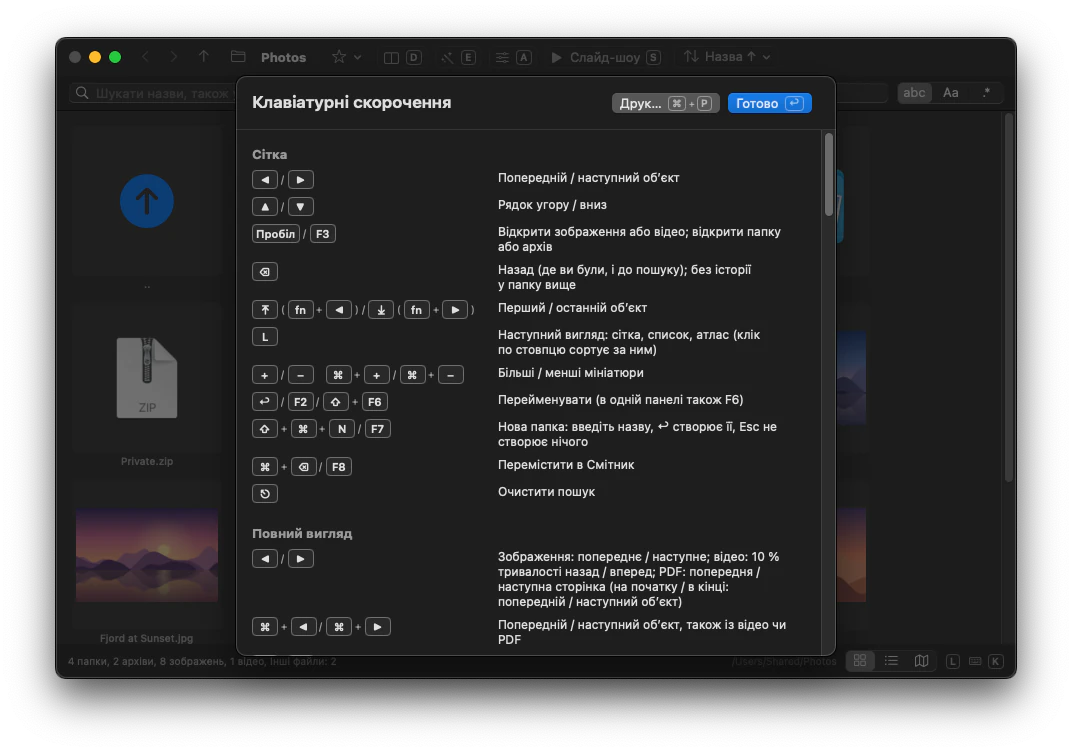 Photos D E A Слайд-шоу S Назва ↑
Шукати назви, також abc Aa .*
Клавіатурні скорочення Друк... ⌘ + P Готово ↩
Сітка
◀ / ▶ Попередній / наступний об’єкт
▲ / ▼ Рядок угору / вниз
Пробіл / F3 Відкрити зображення або відео; відкрити папку
або архів
⌫ Назад (де ви були, і до пошуку); без історії
у папку вище
⤒ ( fn + ◀ ) / ⤓ ( fn + ▶ ) Перший / останній об’єкт
L Наступний вигляд: сітка, список, атлас (клік
по стовпцю сортує за ним)
+ / − ⌘ + + / ⌘ + − Більші / менші мініатюри
↩ / F2 / ⇧ + F6 Перейменувати (в одній панелі також F6)
⇧ + ⌘ + N / F7 Нова папка: введіть назву, ↩ створює її, Esc не
створює нічого
⌘ + ⌫ / F8 Перемістити в Смітник
⎋ Очистити пошук
Повний вигляд
◀ / ▶ Зображення: попереднє / наступне; відео: 10 %
тривалості назад / вперед; PDF: попередня /
наступна сторінка (на початку / в кінці:
попередній / наступний об’єкт)
⌘ + ◀ / ⌘ + ▶ Попередній / наступний об’єкт, також із відео чи
PDF
..
ZIP
Private.zip
Fjord at Sunset.jpg
4 папки, 2 архіви, 8 зображень, 1 відео, Інші файли: 2 /Users/Shared/Photos L K